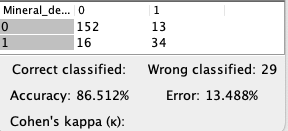 Mineral_de... 0 1
0 152 13
1 16 34
Correct classified: Wrong classified: 29
Accuracy: 86.512% Error: 13.488%
Cohen's kappa (κ):